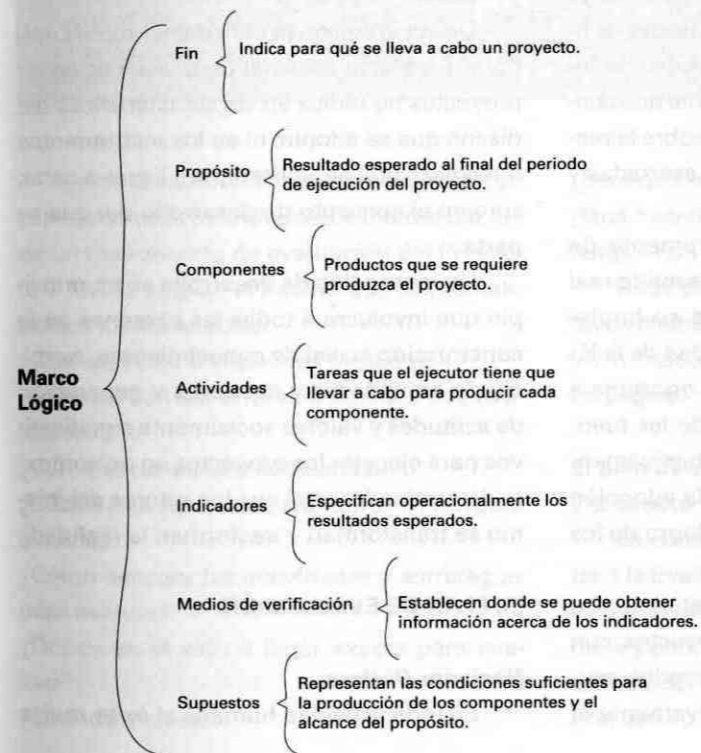 Fin
Indica para qué se lleva a cabo un proyecto.
Propósito
Resultado esperado al final del periodo
de ejecución del proyecto.
Componentes
Productos que se requiere
produzca el proyecto.
Marco
Lógico
Actividades
Tareas que el ejecutor tiene que
llevar a cabo para producir cada
componente.
Indicadores
Especifican operacionalmente los
resultados esperados.
Medios de verificación
Establecen donde se puede obtener
información acerca de los indicadores.
Supuestos
Representan las condiciones suficientes para
la producción de los componentes y el
alcance del propósito.